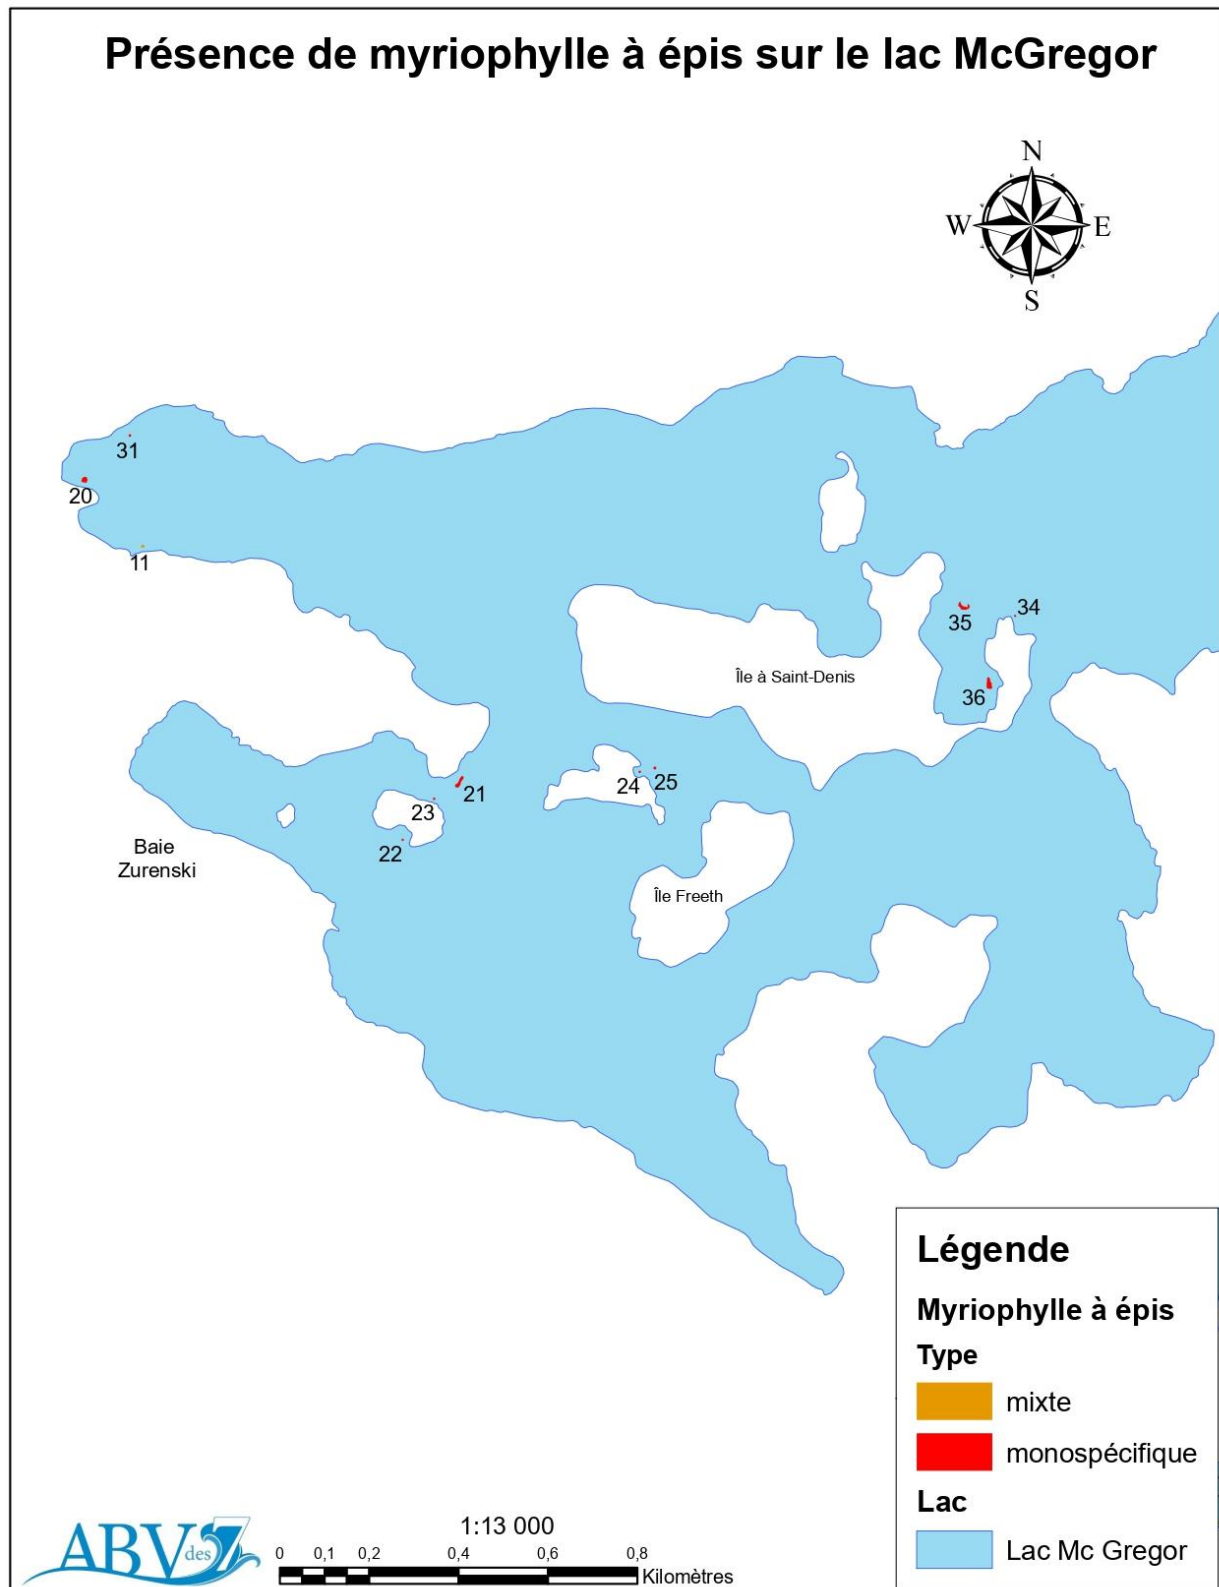 Présence de myriophylle à épis sur le lac McGregor
N
W E
S
31
20
11
35
34
36
Île à Saint-Denis
24 25
21
23
22
Baie
Zurenski
Île Freeth
Légende
Myriophylle à épis
Type
mixte
monospécifique
Lac
Lac Mc Gregor
ABV des 7
1:13 000
0 0,1 0,2 0,4 0,6 0,8
Kilomètres